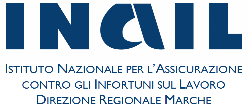 INAIL
ISTITUTO NAZIONALE PER L'ASSICURAZIONE
CONTRO GLI INFORTUNI SUL LAVORO
DIREZIONE REGIONALE MARCHE